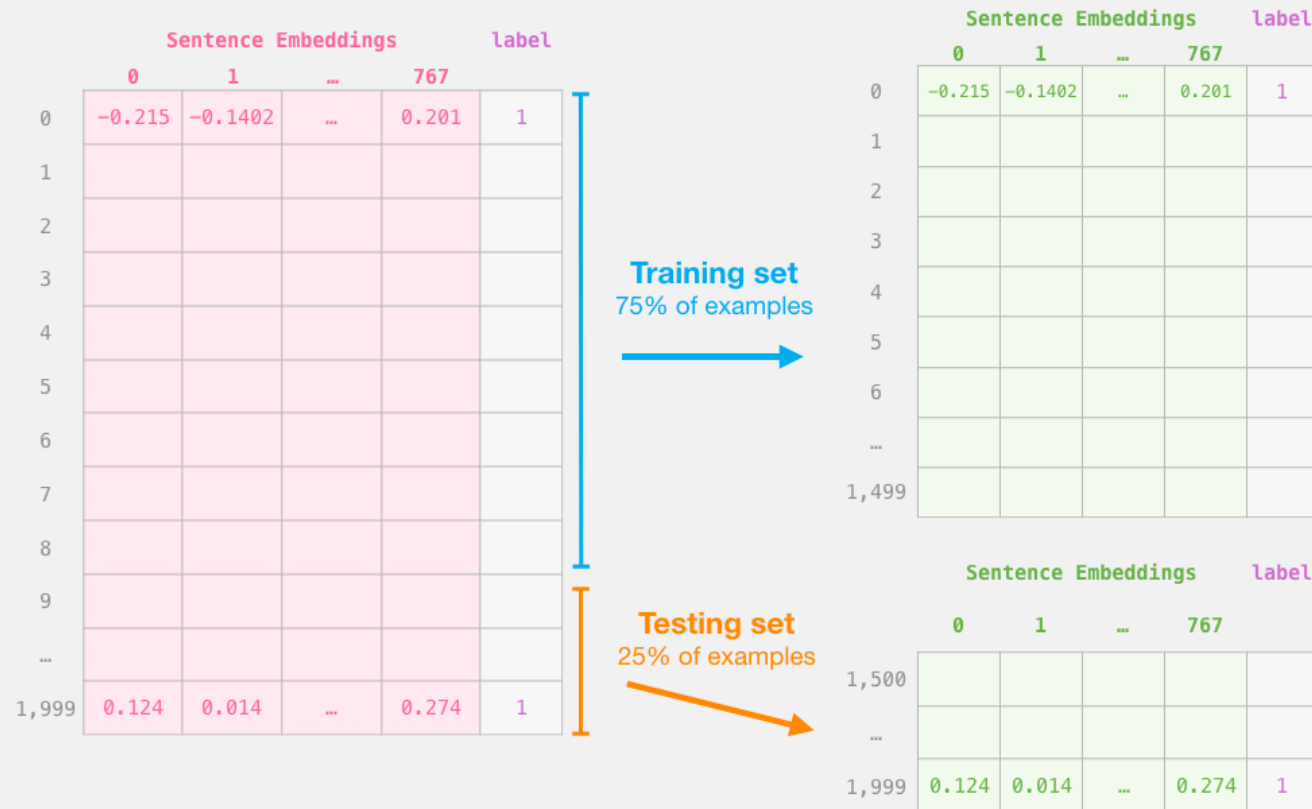 Sentence Embeddings label
0 1 … 767
0 -0.215 -0.1402 … 0.201 1
1
2
3
4
5
6
7
8
9
…
1,999 0.124 0.014 … 0.274 1
Training set
75% of examples
Testing set
25% of examples
Sentence Embeddings label
0 1 … 767
0 -0.215 -0.1402 … 0.201 1
1
2
3
4
5
6
…
1,499
Sentence Embeddings label
0 1 … 767
1,500
…
1,999 0.124 0.014 … 0.274 1